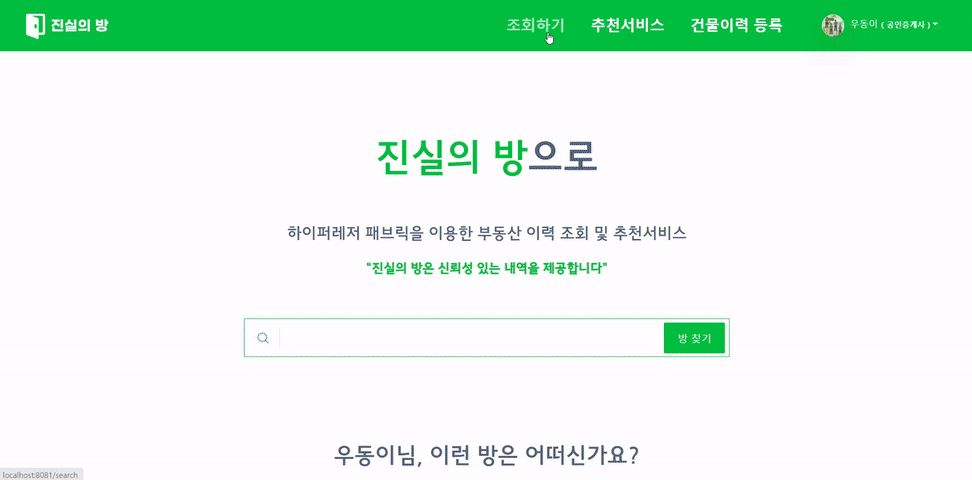 진실의 방
조회하기 추천서비스 건물이력 등록 우동이 ( 공인중개사 )
진실의 방으로
하이퍼레저 패브릭을 이용한 부동산 이력 조회 및 추천서비스
"진실의 방은 신뢰성 있는 내역을 제공합니다"
방 찾기
우동이님, 이런 방은 어떠신가요?
localhost:8081/search